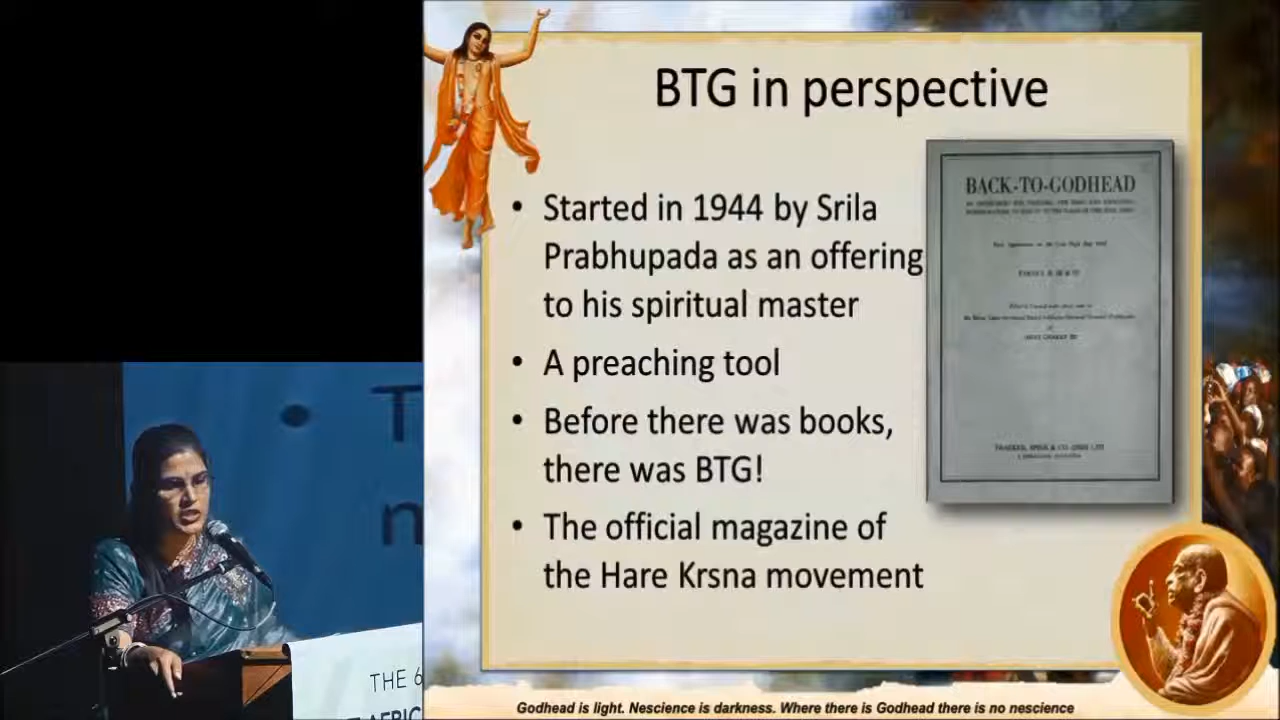 BTG in perspective
• Started in 1944 by Srila
Prabhupada as an offering
to his spiritual master
• A preaching tool
• Before there was books,
there was BTG!
• The official magazine of
the Hare Krsna movement
BACK-TO-GODHEAD
THE 6
Godhead is light. Nescience is darkness. Where there is Godhead there is no nescience